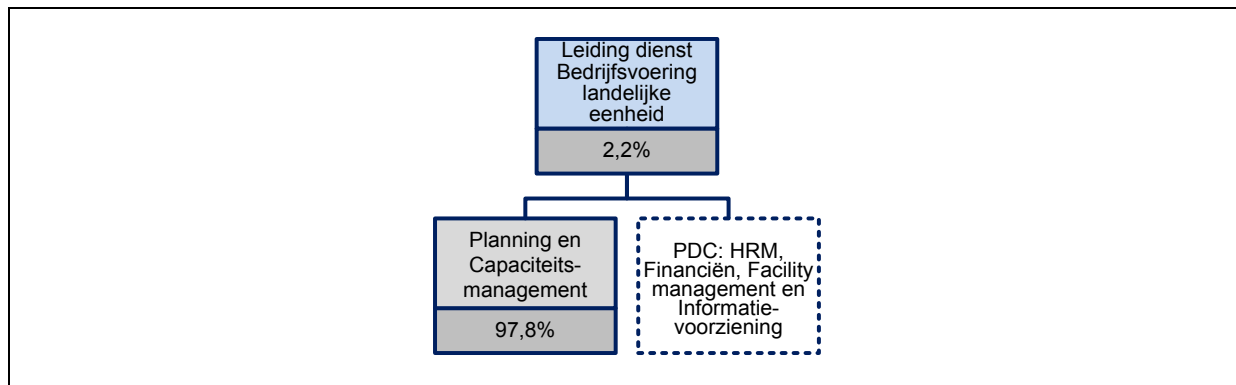 Leiding dienst
Bedrijfsvoering
landelijke
eenheid
2,2%
Planning en
Capaciteits-
management
97,8%
PDC: HRM,
Financiën, Facility
management en
Informatie-
voorziening